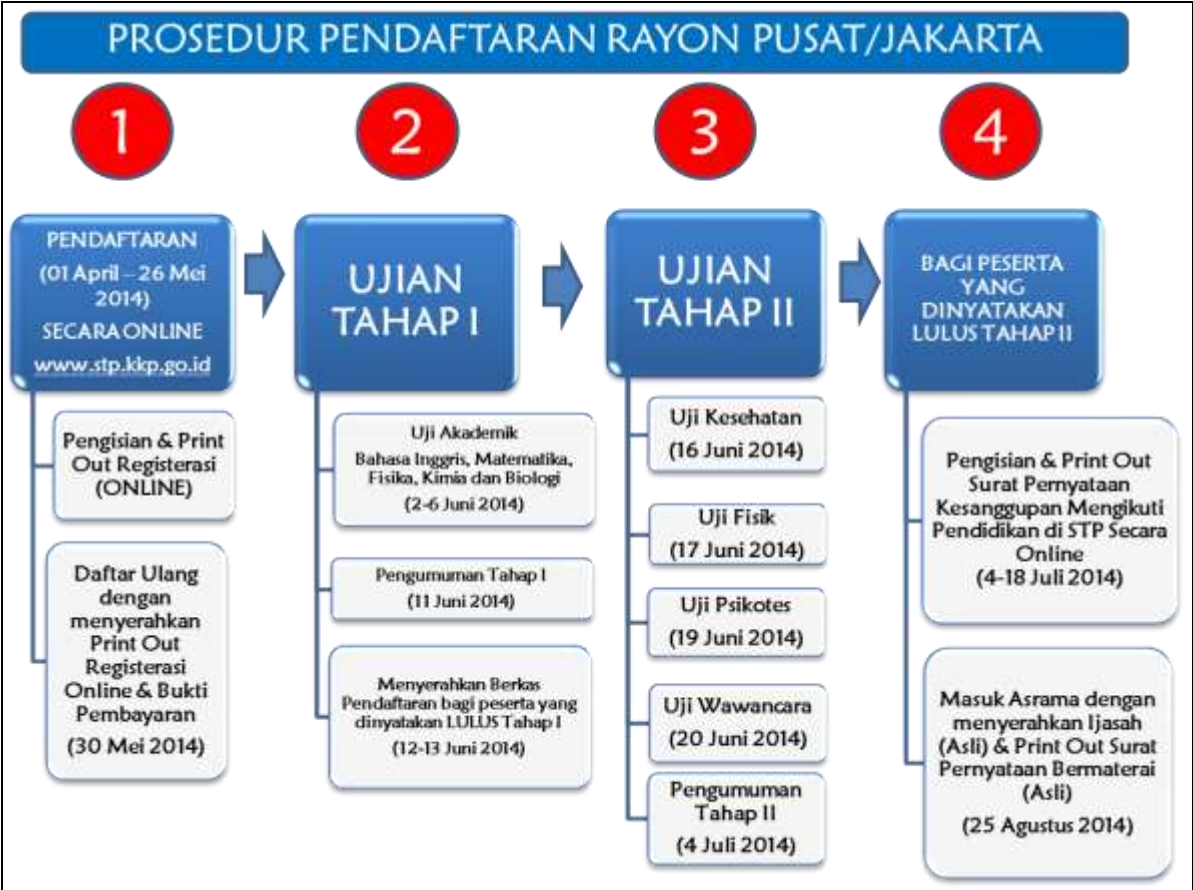 PROSEDUR PENDAFTARAN RAYON PUSAT/JAKARTA
1
2
3
4
PENDAFTARAN
(01 April – 26 Mei
2014)
SECARA ONLINE
www.stp.kkp.go.id
Pengisian & Print
Out Registerasi
(ONLINE)
Daftar Ulang
dengan
menyerahkan
Print Out
Registerasi
Online & Bukti
Pembayaran
(30 Mei 2014)
UJIAN
TAHAP I
Uji Akademik
Bahasa Inggris, Matematika,
Fisika, Kimia dan Biologi
(2-6 Juni 2014)
Pengumuman Tahap I
(11 Juni 2014)
Menyerahkan Berkas
Pendaftaran bagi peserta yang
dinyatakan LULUS Tahap I
(12-13 Juni 2014)
UJIAN
TAHAP II
Uji Kesehatan
(16 Juni 2014)
Uji Fisik
(17 Juni 2014)
Uji Psikotes
(19 Juni 2014)
Uji Wawancara
(20 Juni 2014)
Pengumuman
Tahap II
(4 Juli 2014)
BAGI PESERTA
YANG
DINYATAKAN
LULUS TAHAP II
Pengisian & Print Out
Surat Pernyataan
Kesanggupan Mengikuti
Pendidikan di STP Secara
Online
(4-18 Juli 2014)
Masuk Asrama dengan
menyerahkan Ijasah
(Asli) & Print Out Surat
Pernyataan Bermaterai
(Asli)
(25 Agustus 2014)